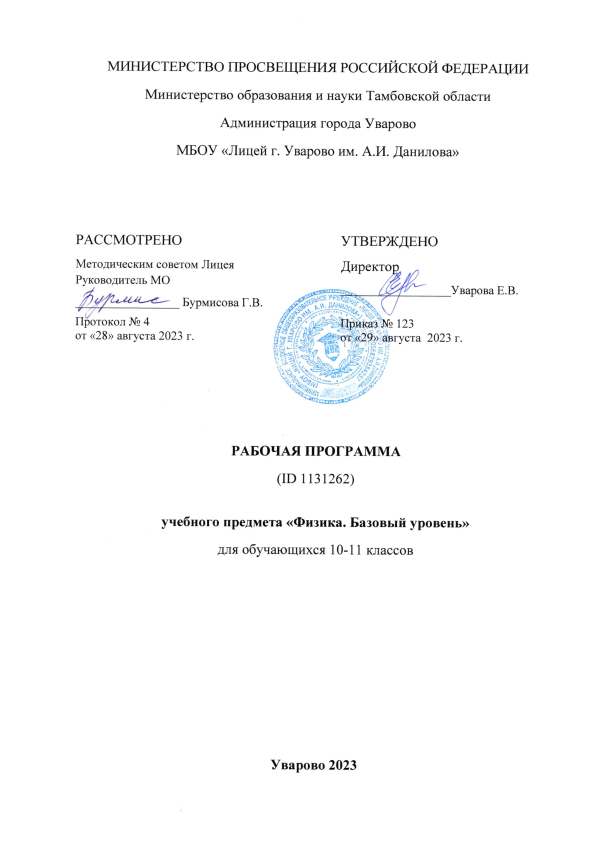 МИНИСТЕРСТВО ПРОСВЕЩЕНИЯ РОССИЙСКОЙ ФЕДЕРАЦИИ
Министерство образования и науки Тамбовской области
Администрация города Уварово
МБОУ «Лицей г. Уварово им. А.И. Данилова»
РАССМОТРЕНО
Методическим советом Лицея
Руководитель МО
Бурмисова Г.В.
Протокол № 4
от «28» августа 2023 г.
УТВЕРЖДЕНО
Директор
Уварова Е.В.
Приказ № 123
от «29» августа 2023 г.
РАБОЧАЯ ПРОГРАММА
(ID 1131262)
учебного предмета «Физика. Базовый уровень»
для обучающихся 10-11 классов
Уварово 2023